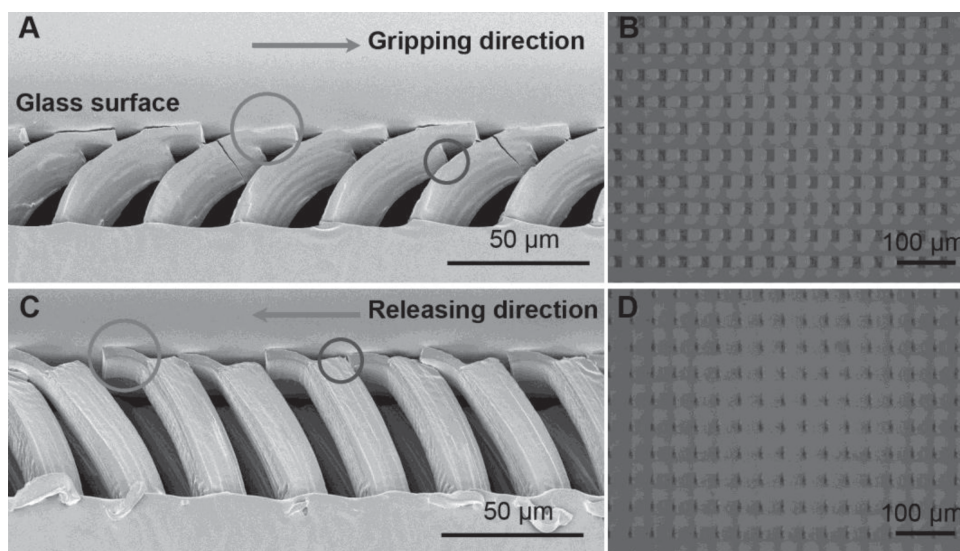 A
Gripping direction
Glass surface
50 µm
B
100 µm
C
Releasing direction
50 µm
D
100 µm